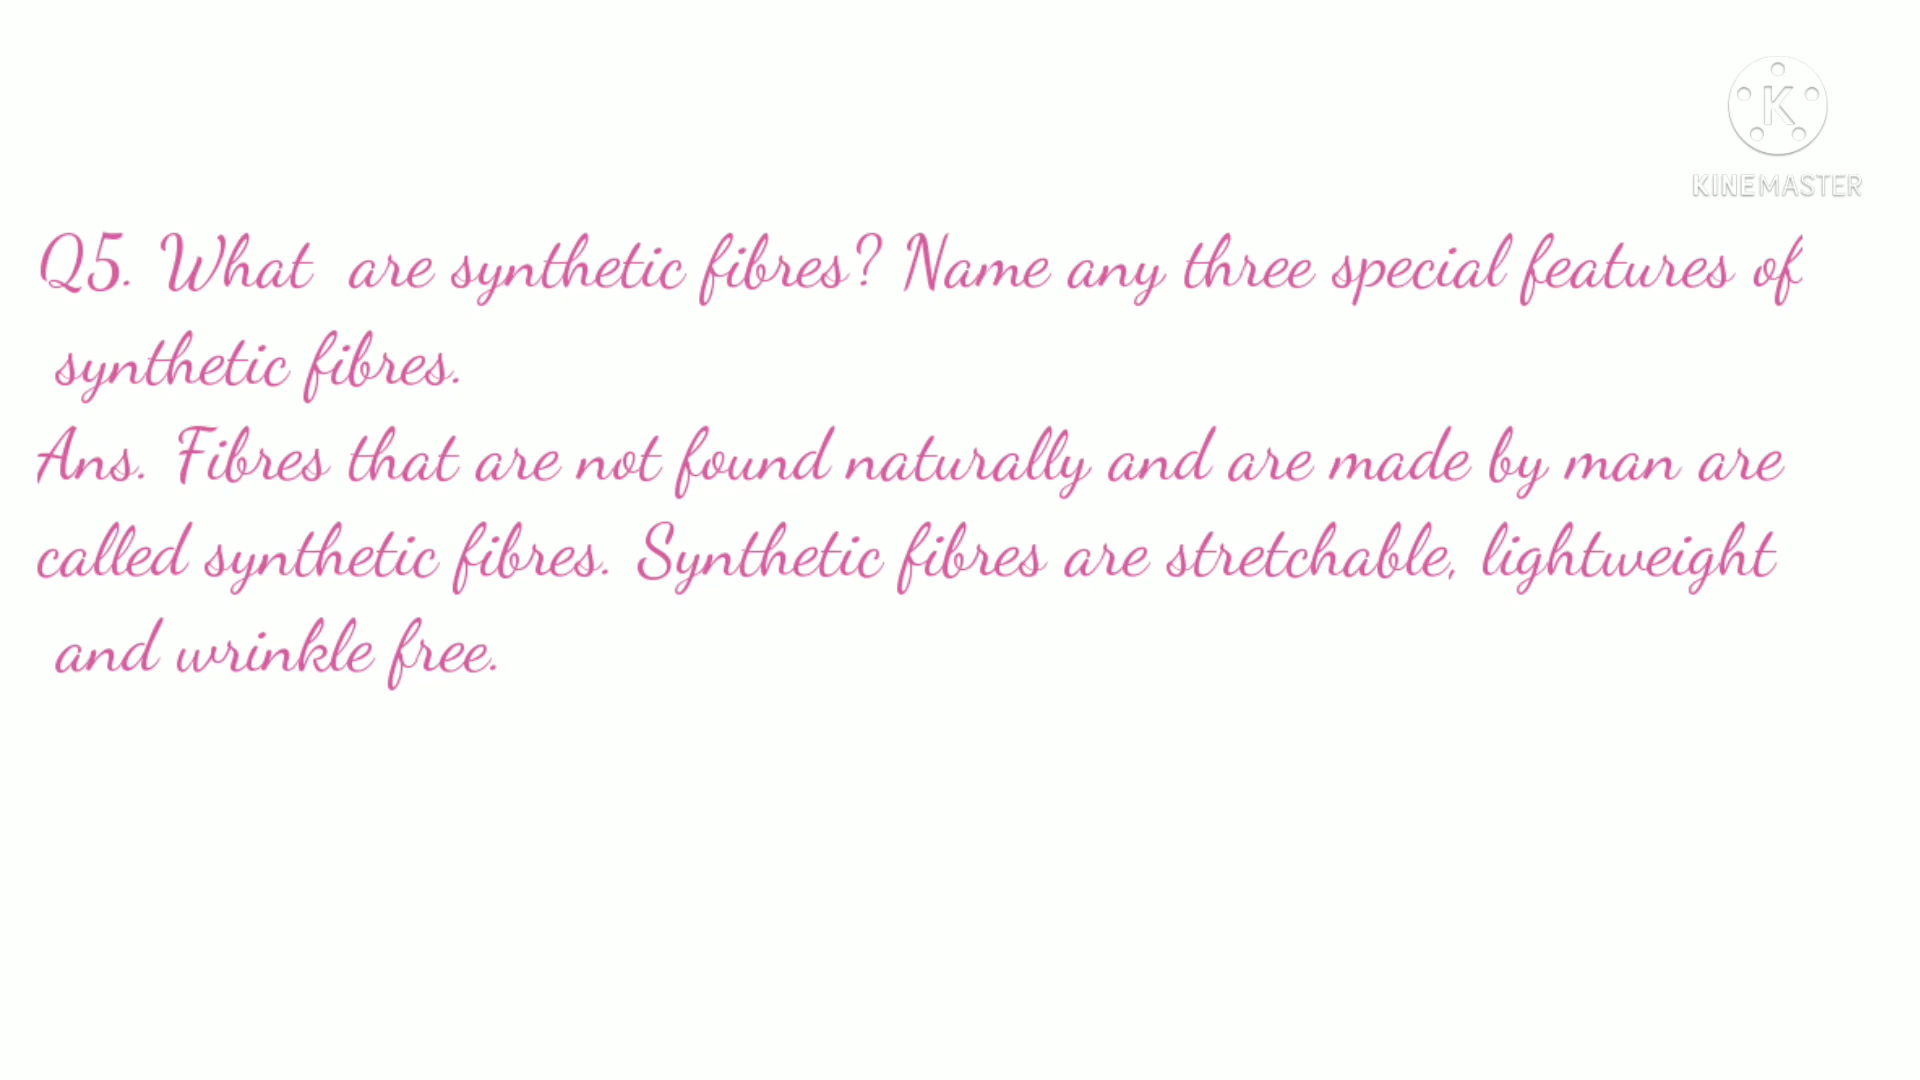 K
KINEMASTER
Q5. What are synthetic fibres? Name any three special features of
synthetic fibres.
Ans. Fibres that are not found naturally and are made by man are
called synthetic fibres. Synthetic fibres are stretchable, lightweight
and wrinkle free.